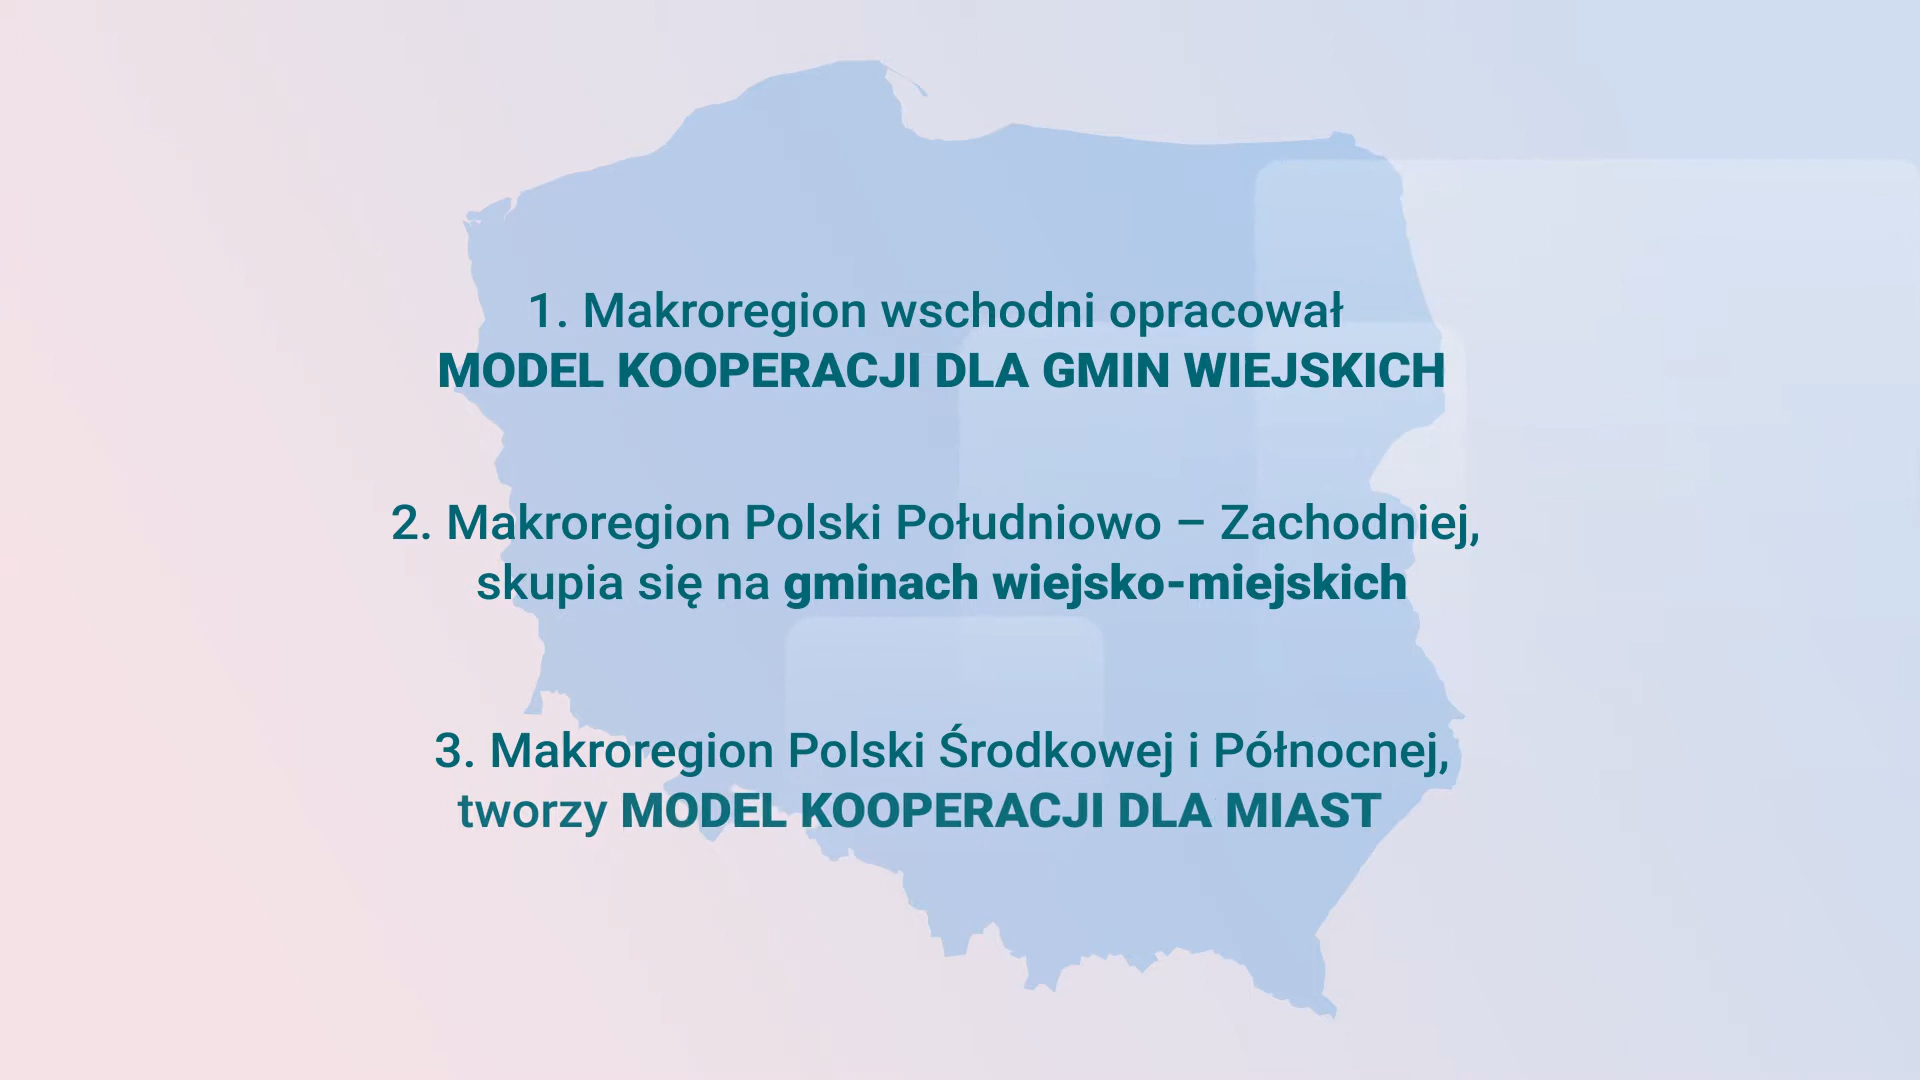 1. Makroregion wschodni opracował
MODEL KOOPERACJI DLA GMIN WIEJSKICH
2. Makroregion Polski Południowo – Zachodniej,
skupia się na gminach wiejsko-miejskich
3. Makroregion Polski Środkowej i Północnej,
tworzy MODEL KOOPERACJI DLA MIAST